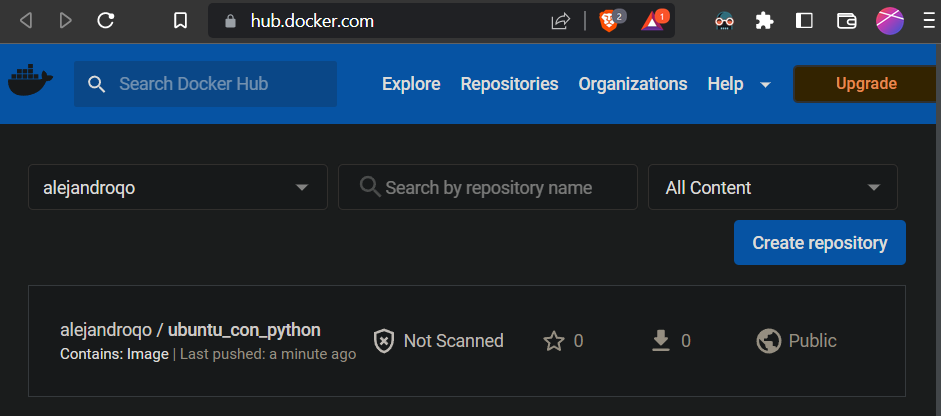 hub.docker.com
2
1
Search Docker Hub
Explore Repositories Organizations Help Upgrade
alejandroqo
Search by repository name
All Content
Create repository
alejandroqo / ubuntu_con_python
Contains: Image | Last pushed: a minute ago
Not Scanned
0
0
Public